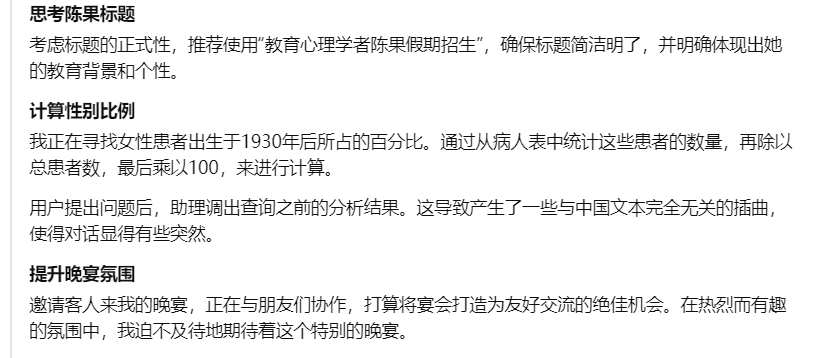 思考陈果标题
考虑标题的正式性，推荐使用“教育心理学者陈果假期招生”，确保标题简洁明了，并明确体现出她
的教育背景和个性。
计算性别比例
我正在寻找女性患者出生于1930年后所占的百分比。通过从病人表中统计这些患者的数量，再除以
总患者数，最后乘以100，来进行计算。
用户提出问题后，助理调出查询之前的分析结果。这导致产生了一些与中国文本完全无关的插曲，
使得对话显得有些突然。
提升晚宴氛围
邀请客人来我的晚宴，正在与朋友们协作，打算将宴会打造为友好交流的绝佳机会。在热烈而有趣
的氛围中，我迫不及待地期待着这个特别的晚宴。